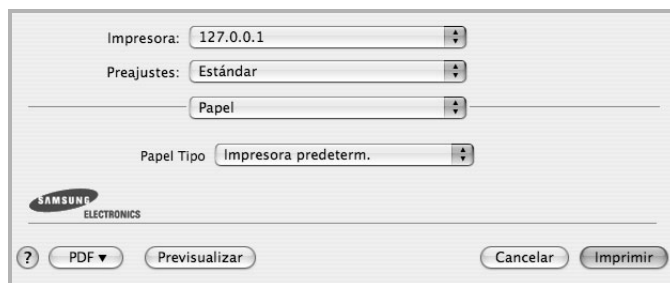 Impresora: 127.0.0.1
Preajustes: Estándar
Papel
Papel Tipo Impresora predeterm.
SAMSUNG
ELECTRONICS
? PDF▼ Previsualizar Cancelar Imprimir